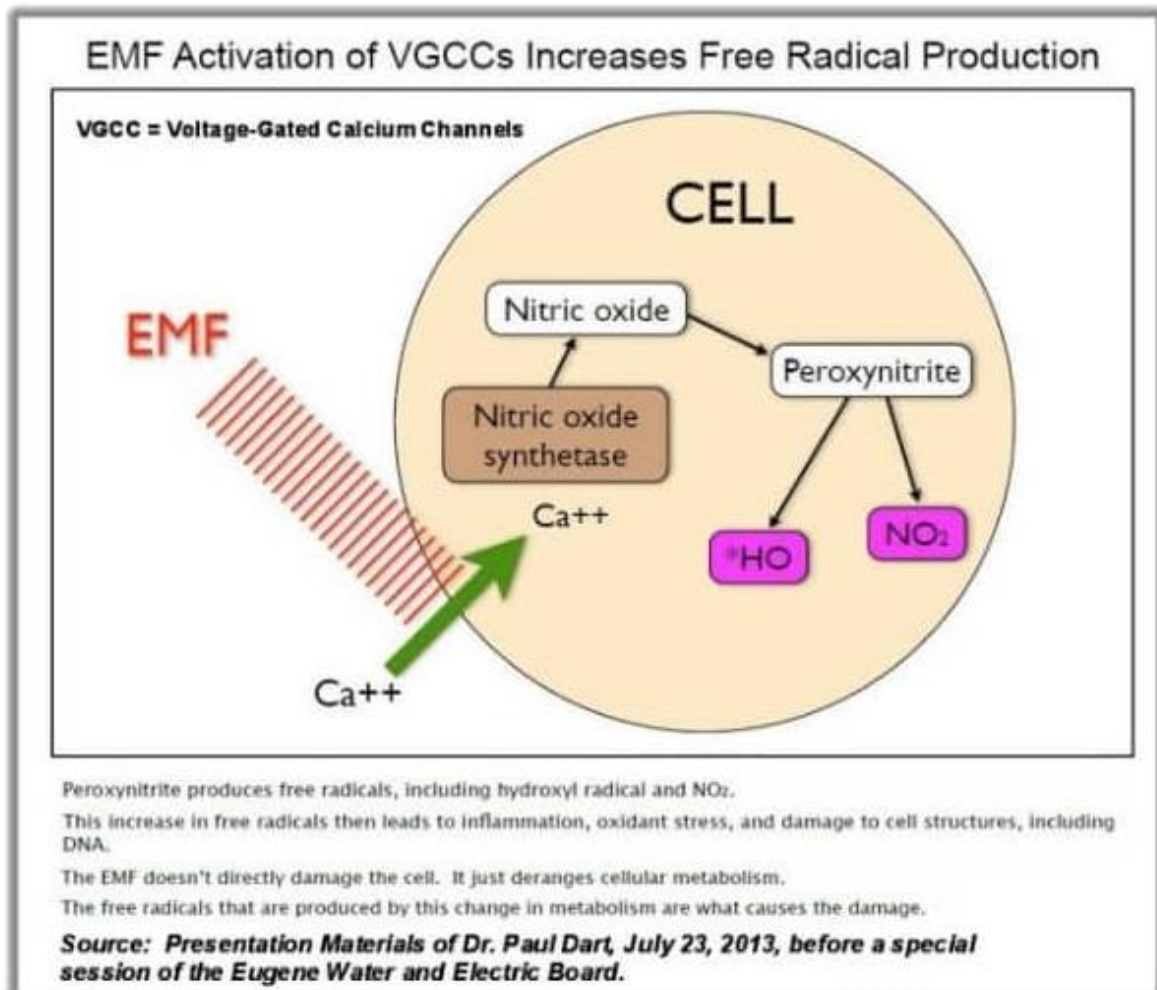 EMF Activation of VGCCs Increases Free Radical Production
VGCC = Voltage-Gated Calcium Channels
CELL
EMF
Nitric oxide
Peroxynitrite
Nitric oxide
synthetase
Ca++
*HO
NO₂
Ca++
Peroxynitrite produces free radicals, including hydroxyl radical and NO₂.
This increase in free radicals then leads to inflammation, oxidant stress, and damage to cell structures, including
DNA.
The EMF doesn't directly damage the cell. It just deranges cellular metabolism.
The free radicals that are produced by this change in metabolism are what causes the damage.
Source: Presentation Materials of Dr. Paul Dart, July 23, 2013, before a special
session of the Eugene Water and Electric Board.